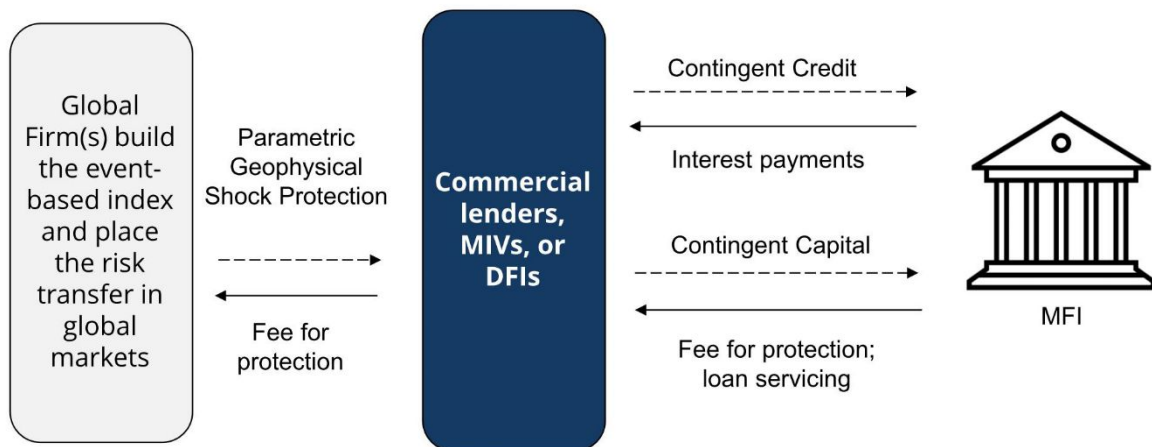 Global
Firm(s) build
the event-
based index
and place
the risk
transfer in
global
markets
Parametric
Geophysical
Shock Protection
Fee for
protection
Commercial
lenders,
MIVs, or
DFIs
Contingent Credit
Interest payments
Contingent Capital
Fee for protection;
loan servicing
MFI